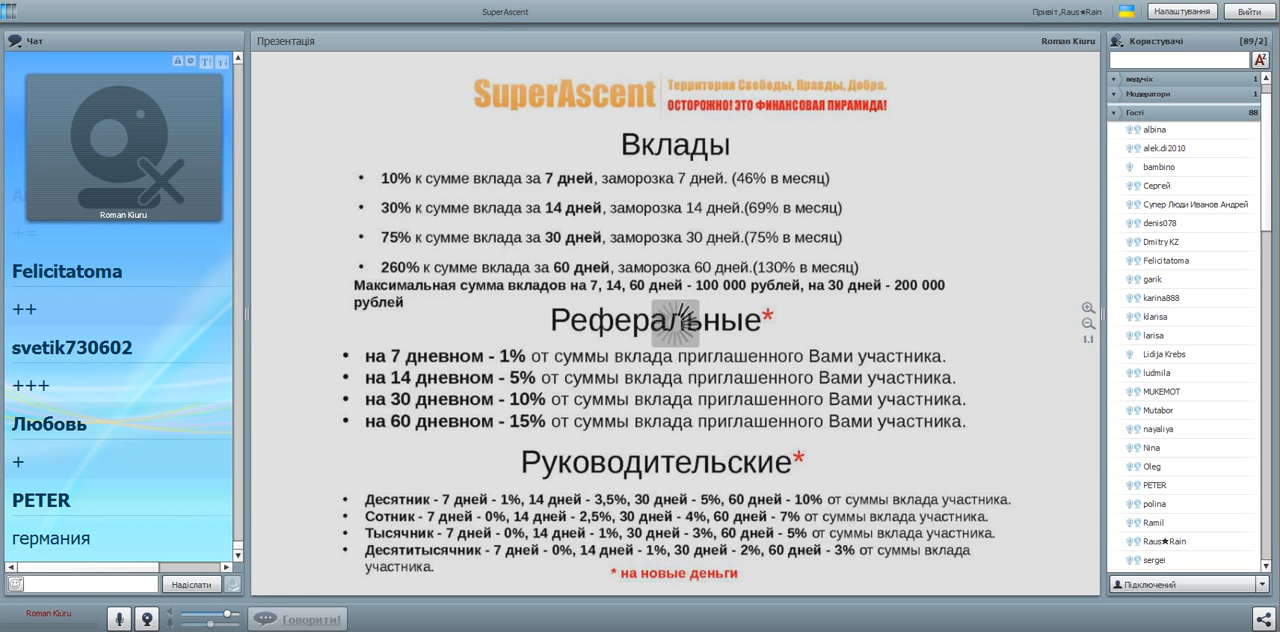 SuperAscent
Привіт,Raus★Rain
Налаштування
Вийти
Чат
Roman Kiuru
Felicitatoma
++
svetik730602
+++
Любовь
+
PETER
германия
Надіслати
Презентація
Roman Kiuru
SuperAscent
Территория Свободы, Правды, Добра.
ОСТОРОЖНО! ЭТО ФИНАНСОВАЯ ПИРАМИДА!
Вклады
• 10% к сумме вклада за 7 дней, заморозка 7 дней. (46% в месяц)
• 30% к сумме вклада за 14 дней, заморозка 14 дней.(69% в месяц)
• 75% к сумме вклада за 30 дней, заморозка 30 дней.(75% в месяц)
• 260% к сумме вклада за 60 дней, заморозка 60 дней.(130% в месяц)
Максимальная сумма вкладов на 7, 14, 60 дней - 100 000 рублей, на 30 дней - 200 000
рублей
Реферальные*
• на 7 дневном - 1% от суммы вклада приглашенного Вами участника.
• на 14 дневном - 5% от суммы вклада приглашенного Вами участника.
• на 30 дневном - 10% от суммы вклада приглашенного Вами участника.
• на 60 дневном - 15% от суммы вклада приглашенного Вами участника.
Руководительские*
• Десятник - 7 дней - 1%, 14 дней - 3,5%, 30 дней - 5%, 60 дней - 10% от суммы вклада участника.
• Сотник - 7 дней - 0%, 14 дней - 2,5%, 30 дней - 4%, 60 дней - 7% от суммы вклада участника.
• Тысячник - 7 дней - 0%, 14 дней - 1%, 30 дней - 3%, 60 дней - 5% от суммы вклада участника.
• Десятитысячник - 7 дней - 0%, 14 дней - 1%, 30 дней - 2%, 60 дней - 3% от суммы вклада
участника.
* на новые деньги
1.1
Користувачі [89/2]
ведучіх 1
Модератори 1
Гості 88
albina
alek.di2010
bambino
Сергей
Супер Люди Иванов Андрей
denis078
Dmitry KZ
Felicitatoma
garik
karina888
klarisa
larisa
Lidija Krebs
ludmila
MUKEMOT
Mutabor
nayaliya
Nina
Oleg
PETER
polina
Ramil
Raus★Rain
sergei
Підключений
Roman Kiuru
Говорити!